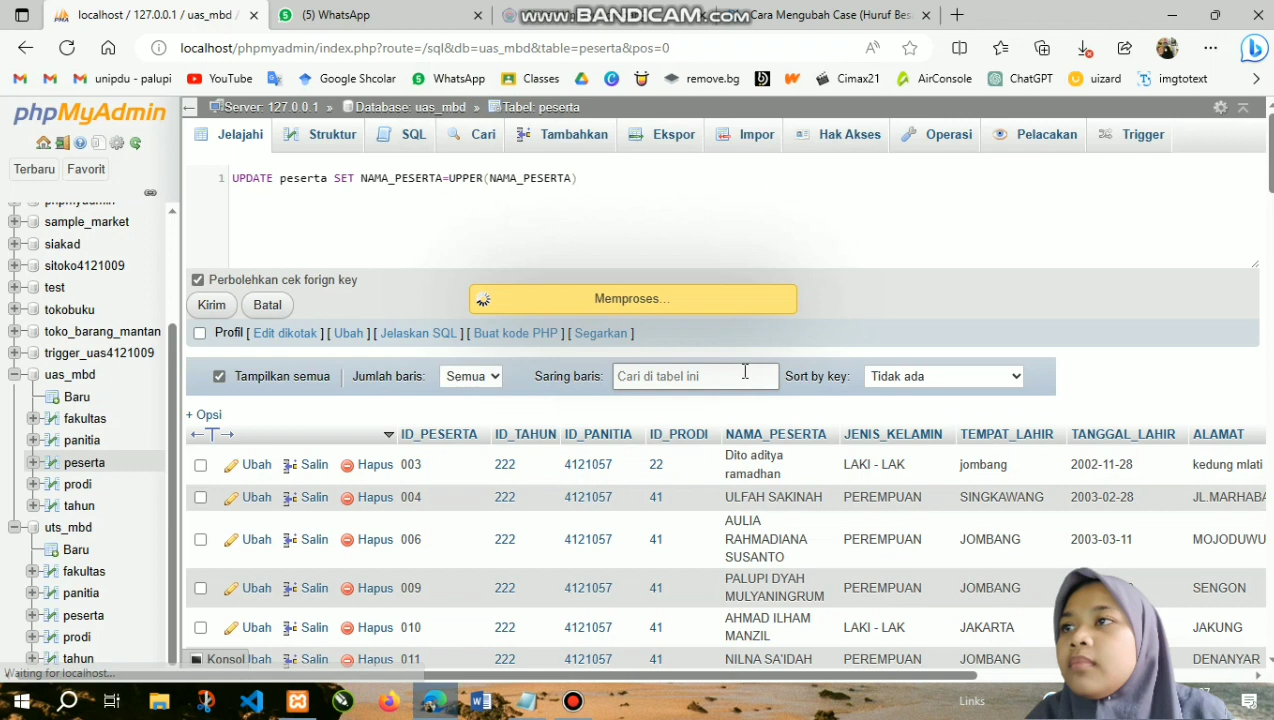 localhost / 127.0.0.1 / uas_mbd /
(5) WhatsApp
www.BANDICAM.com
Cara Mengubah Case (Huruf Bes
localhost/phpmyadmin/index.php?route=/sql&db=uas_mbd&table=peserta&pos=0
unipdu - palupi
YouTube
Google Shcolar
WhatsApp
Classes
remove.bg
Cimax21
AirConsole
ChatGPT
uizard
imgtotext
phpMyAdmin
Terbaru
Favorit
phpmyadmin
sample_market
siakad
sitoko4121009
test
tokobuku
toko_barang_mantan
trigger_uas4121009
uas_mbd
Baru
fakultas
panitia
peserta
prodi
tahun
uts_mbd
Baru
fakultas
panitia
peserta
prodi
tahun
Server: 127.0.0.1 » Database: uas_mbd » Tabel: peserta
Jelajahi Struktur SQL Cari Tambahkan Ekspor Impor Hak Akses Operasi Pelacakan Trigger
1 UPDATE peserta SET NAMA_PESERTA=UPPER(NAMA_PESERTA)
Perbolehkan cek forign key
Kirim Batal
Memproses...
Profil [ Edit dikotak ] [ Ubah ] [ Jelaskan SQL ] [ Buat kode PHP ] [ Segarkan ]
Tampilkan semua Jumlah baris: Semua Saring baris: Cari di tabel ini Sort by key: Tidak ada
+ Opsi
←T→ ID_PESERTA ID_TAHUN ID_PANITIA ID_PRODI NAMA_PESERTA JENIS_KELAMIN TEMPAT_LAHIR TANGGAL_LAHIR ALAMAT
Ubah Salin Hapus 003 222 4121057 22 Dito aditya ramadhan LAKI - LAK jombang 2002-11-28 kedung mlati
Ubah Salin Hapus 004 222 4121057 41 ULFAH SAKINAH PEREMPUAN SINGKAWANG 2003-02-28 JL.MARHABA
Ubah Salin Hapus 006 222 4121057 41 AULIA RAHMADIANA SUSANTO PEREMPUAN JOMBANG 2003-03-11 MOJODUWU
Ubah Salin Hapus 009 222 4121057 41 PALUPI DYAH MULYANINGRUM PEREMPUAN JOMBANG SENGON
Ubah Salin Hapus 010 222 4121057 41 AHMAD ILHAM MANZIL LAKI - LAK JAKARTA JAKUNG
Konsol Ubah Salin Hapus 011 222 4121057 41 NILNA SA'IDAH PEREMPUAN JOMBANG DENANYAR
Waiting for localhost...
Links